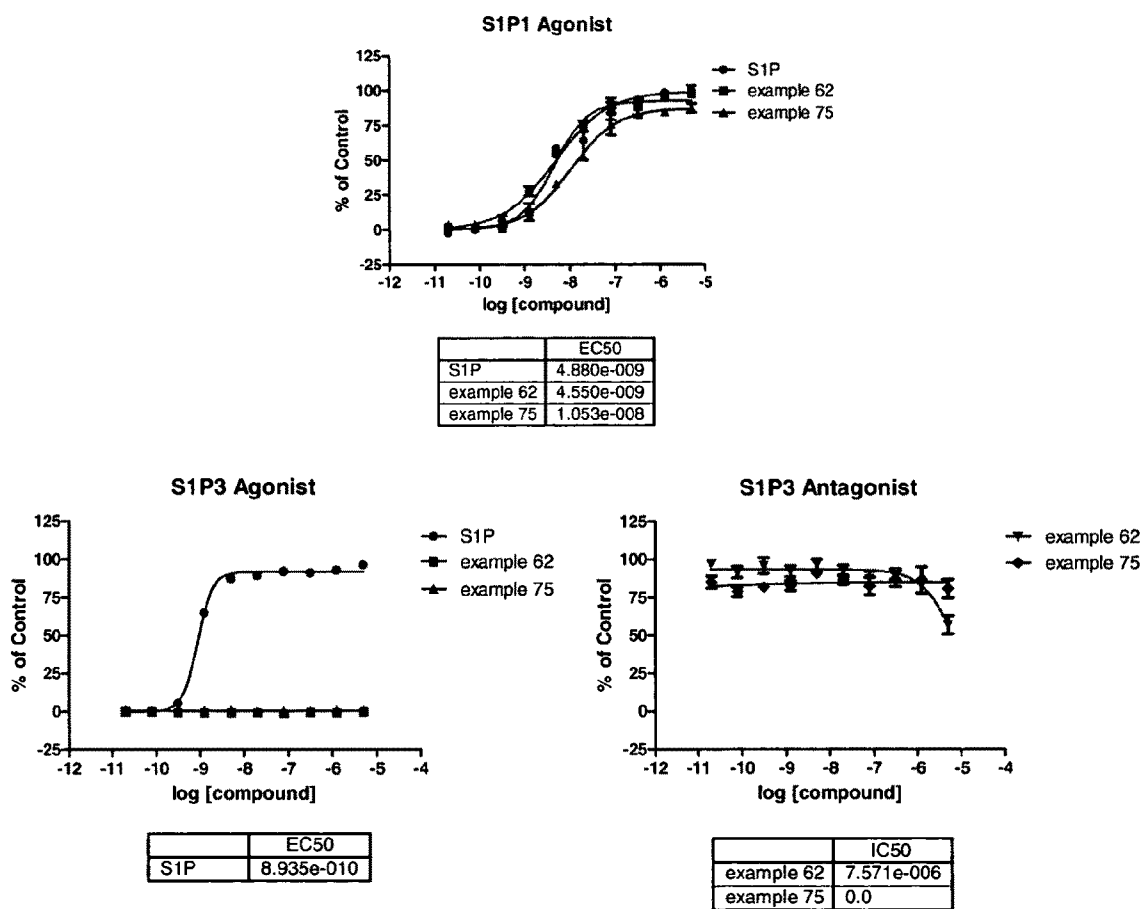 S1P1 Agonist
S1P
example 62
example 75
125
100
75
50
25
0
-25
% of Control
-12 -11 -10 -9 -8 -7 -6 -5
log [compound]
EC50
S1P 4.880e-009
example 62 4.550e-009
example 75 1.053e-008
S1P3 Agonist
S1P
example 62
example 75
125
100
75
50
25
0
-25
% of Control
-12 -11 -10 -9 -8 -7 -6 -5 -4
log [compound]
EC50
S1P 8.935e-010
S1P3 Antagonist
example 62
example 75
125
100
75
50
25
0
-25
% of Control
-12 -11 -10 -9 -8 -7 -6 -5 -4
log [compound]
IC50
example 62 7.571e-006
example 75 0.0